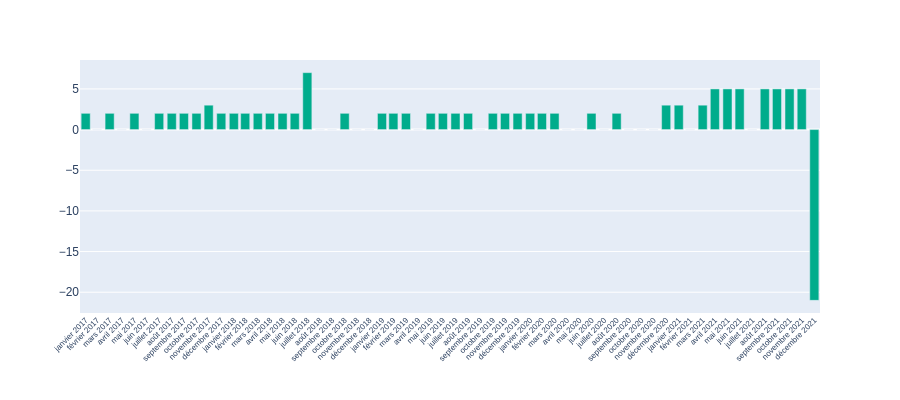 5
0
−5
−10
−15
−20
janvier 2017
février 2017
mars 2017
avril 2017
mai 2017
juin 2017
juillet 2017
août 2017
septembre 2017
octobre 2017
novembre 2017
décembre 2017
janvier 2018
février 2018
mars 2018
avril 2018
mai 2018
juin 2018
juillet 2018
août 2018
septembre 2018
octobre 2018
novembre 2018
décembre 2018
janvier 2019
février 2019
mars 2019
avril 2019
mai 2019
juin 2019
juillet 2019
août 2019
septembre 2019
octobre 2019
novembre 2019
décembre 2019
janvier 2020
février 2020
mars 2020
avril 2020
mai 2020
juin 2020
juillet 2020
août 2020
septembre 2020
octobre 2020
novembre 2020
décembre 2020
janvier 2021
février 2021
mars 2021
avril 2021
mai 2021
juin 2021
juillet 2021
août 2021
septembre 2021
octobre 2021
novembre 2021
décembre 2021